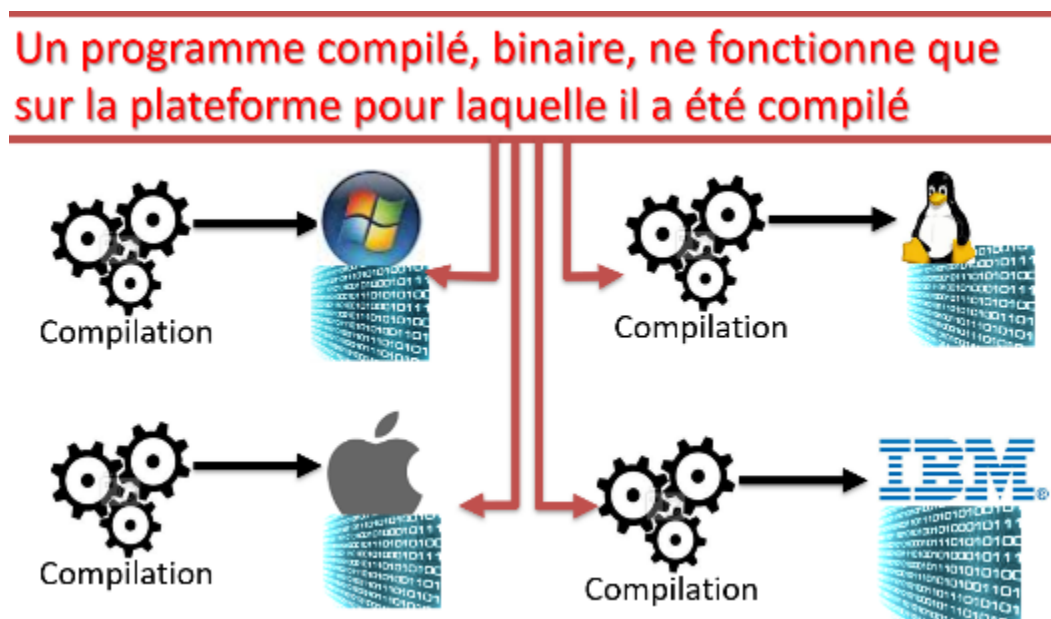 Un programme compilé, binaire, ne fonctionne que
sur la plateforme pour laquelle il a été compilé
Compilation
Compilation
Compilation
IBM®
Compilation